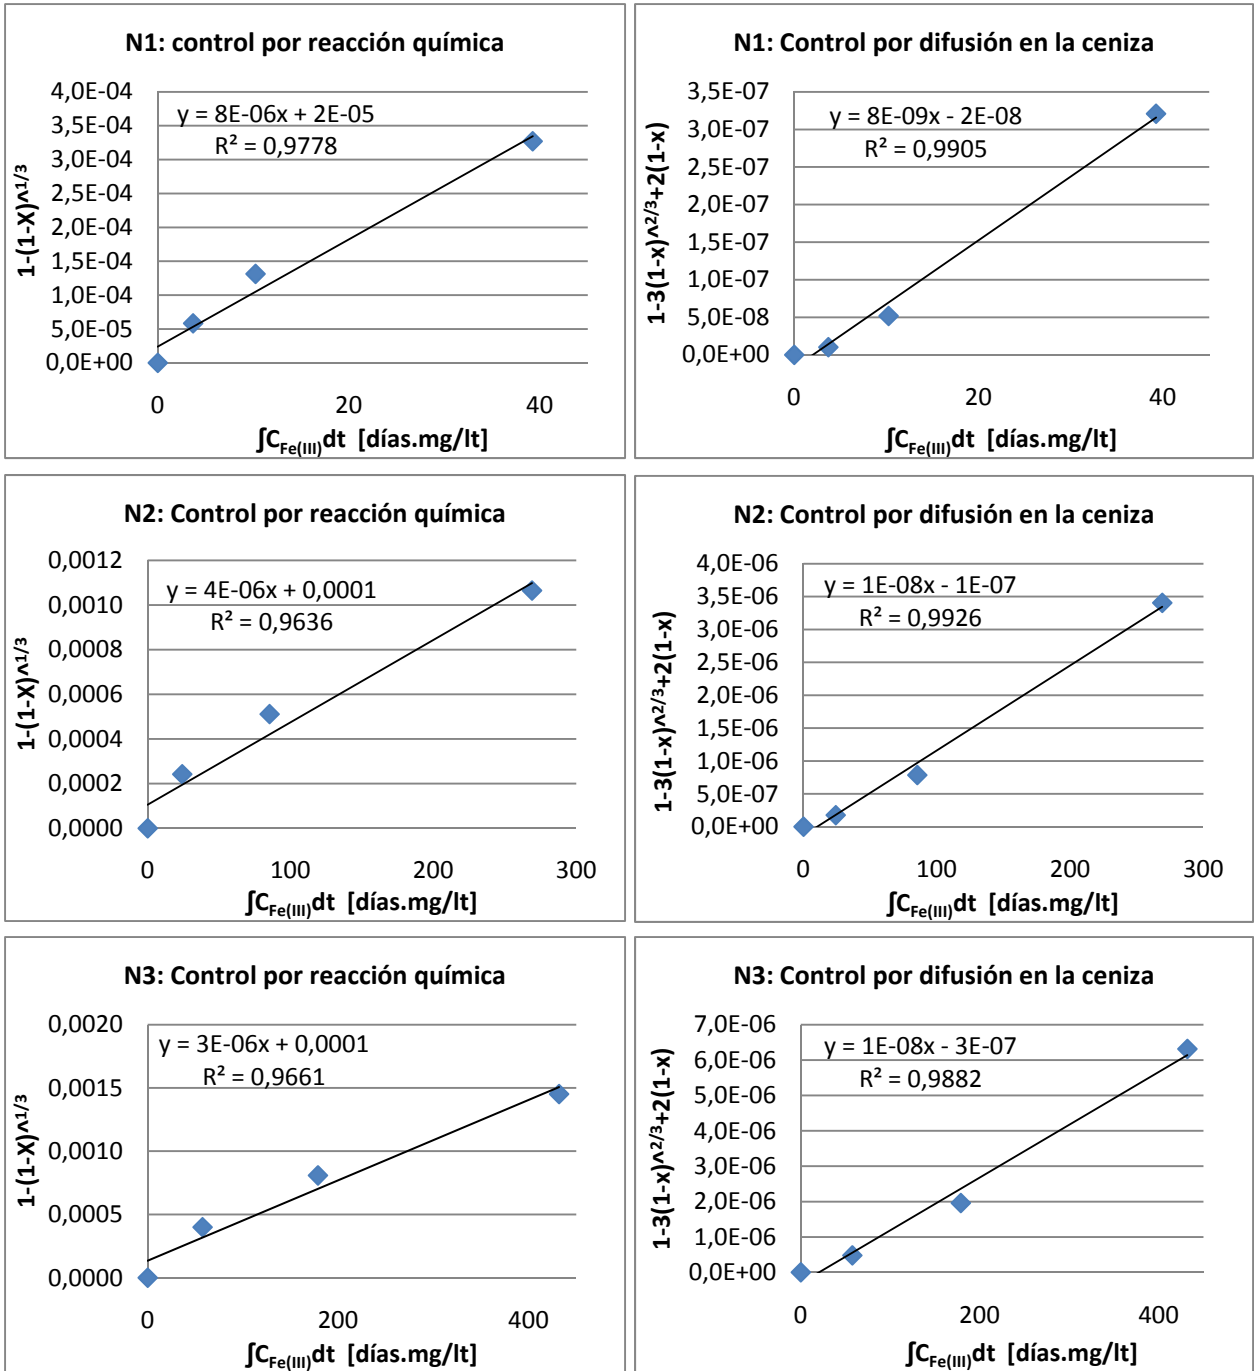 N1: control por reacción química
4,0E-04
3,5E-04
3,0E-04
2,5E-04
2,0E-04
1,5E-04
1,0E-04
5,0E-05
0,0E+00
y = 8E-06x + 2E-05
R² = 0,9778
1-(1-X)^1/3
0 20 40
∫C_Fe(III)dt [días.mg/lt]
N1: Control por difusión en la ceniza
3,5E-07
3,0E-07
2,5E-07
2,0E-07
1,5E-07
1,0E-07
5,0E-08
0,0E+00
y = 8E-09x - 2E-08
R² = 0,9905
1-3(1-x)^2/3+2(1-x)
0 20 40
∫C_Fe(III)dt [días.mg/lt]
N2: Control por reacción química
0,0012
0,0010
0,0008
0,0006
0,0004
0,0002
0,0000
y = 4E-06x + 0,0001
R² = 0,9636
1-(1-X)^1/3
0 100 200 300
∫C_Fe(III)dt [días.mg/lt]
N2: Control por difusión en la ceniza
4,0E-06
3,5E-06
3,0E-06
2,5E-06
2,0E-06
1,5E-06
1,0E-06
5,0E-07
0,0E+00
y = 1E-08x - 1E-07
R² = 0,9926
1-3(1-x)^2/3+2(1-x)
0 100 200 300
∫C_Fe(III)dt [días.mg/lt]
N3: Control por reacción química
0,0020
0,0015
0,0010
0,0005
0,0000
y = 3E-06x + 0,0001
R² = 0,9661
1-(1-X)^1/3
0 200 400
∫C_Fe(III)dt [días.mg/lt]
N3: Control por difusión en la ceniza
7,0E-06
6,0E-06
5,0E-06
4,0E-06
3,0E-06
2,0E-06
1,0E-06
0,0E+00
y = 1E-08x - 3E-07
R² = 0,9882
1-3(1-x)^2/3+2(1-x)
0 200 400
∫C_Fe(III)dt [días.mg/lt]